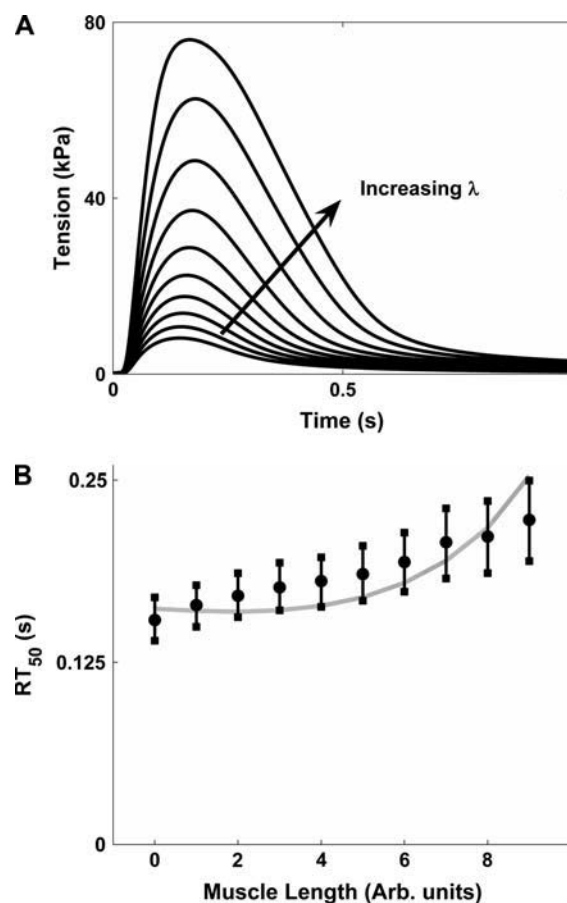 A
80
40
0
Tension (kPa)
Increasing λ
0
0.5
Time (s)
B
0.25
0.125
0
RT50 (s)
0
2
4
6
8
Muscle Length (Arb. units)